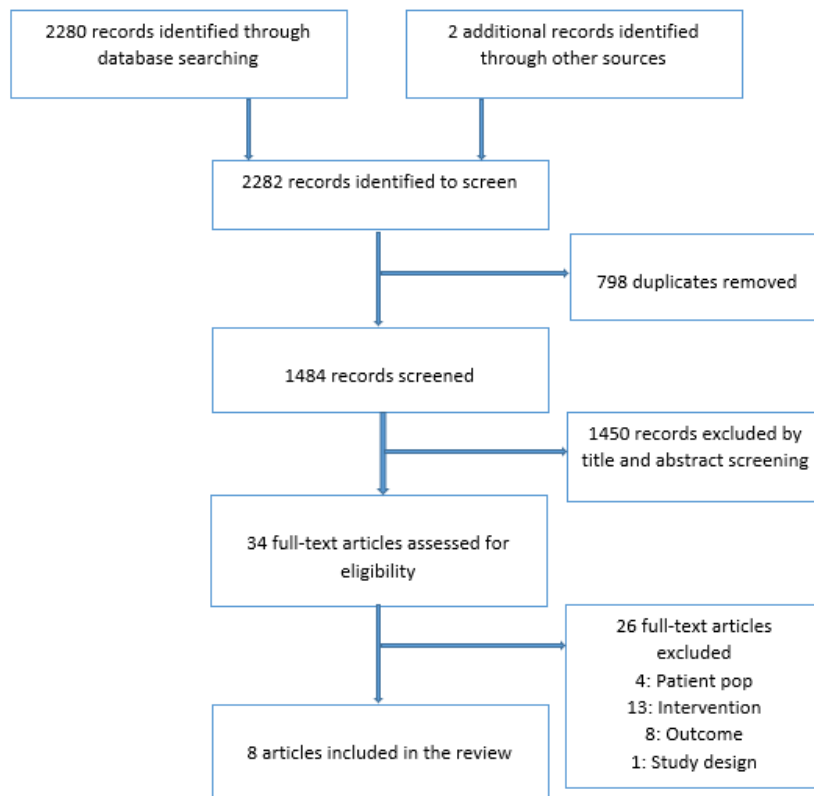 2280 records identified through
database searching
2 additional records identified
through other sources
2282 records identified to screen
798 duplicates removed
1484 records screened
1450 records excluded by
title and abstract screening
34 full-text articles assessed for
eligibility
26 full-text articles
excluded
4: Patient pop
13: Intervention
8: Outcome
1: Study design
8 articles included in the review